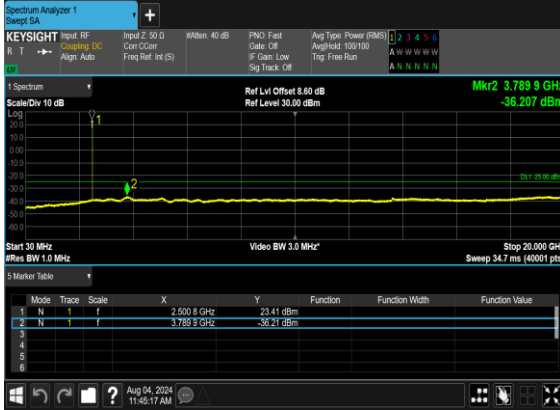 Spectrum Analyzer 1
Swept SA
+
KEYSIGHT
R T
Input: RF
Coupling: DC
Align: Auto
Input Z: 50 Ω
Corr CCorr
Freq Ref: Int (S)
#Atten: 40 dB
PNO: Fast
Gate: Off
IF Gain: Low
Sig Track: Off
Avg Type: Power (RMS)
Avg|Hold: 100/100
Trig: Free Run
1 2 3 4 5 6
A W W W W W
A N N N N N
1 Spectrum
Scale/Div 10 dB
Ref Lvl Offset 8.60 dB
Ref Level 30.00 dBm
Mkr2 3.789 9 GHz
-36.207 dBm
Log
20.0
10.0
0.00
-10.0
-20.0
-30.0
-40.0
-50.0
-60.0
1
2
Start 30 MHz
#Res BW 1.0 MHz
Video BW 3.0 MHz*
Stop 20.000 GHz
Sweep 34.7 ms (40001 pts)
5 Marker Table
Mode Trace Scale X Y Function Function Width Function Value
1 N 1 f 2.500 8 GHz 23.41 dBm
2 N 1 f 3.789 9 GHz -36.21 dBm
3
4
5
6
?
Aug 04, 2024
11:45:17 AM